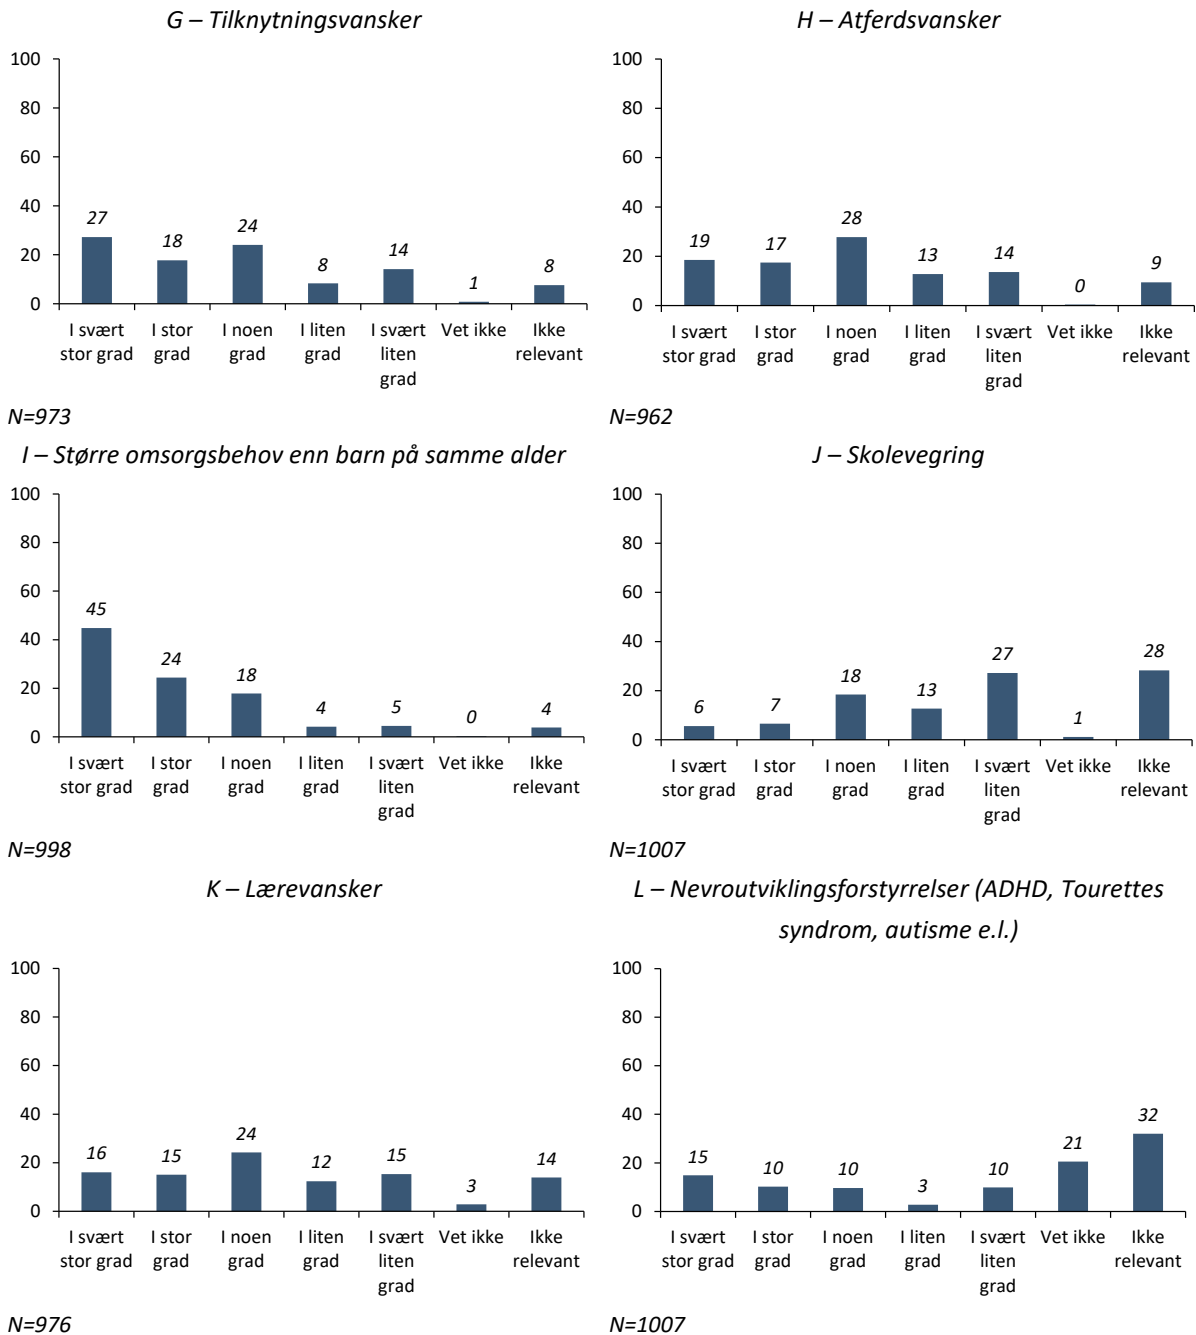 G – Tilknytningsvansker
100
80
60
40
20
0
27
18
24
8
14
1
8
I svært
stor grad
I stor
grad
I noen
grad
I liten
grad
I svært
liten
grad
Vet ikke
Ikke
relevant
N=973
H – Atferdsvansker
100
80
60
40
20
0
19
17
28
13
14
0
9
I svært
stor grad
I stor
grad
I noen
grad
I liten
grad
I svært
liten
grad
Vet ikke
Ikke
relevant
N=962
I – Større omsorgsbehov enn barn på samme alder
100
80
60
40
20
0
45
24
18
4
5
0
4
I svært
stor grad
I stor
grad
I noen
grad
I liten
grad
I svært
liten
grad
Vet ikke
Ikke
relevant
N=998
J – Skolevegring
100
80
60
40
20
0
6
7
18
13
27
1
28
I svært
stor grad
I stor
grad
I noen
grad
I liten
grad
I svært
liten
grad
Vet ikke
Ikke
relevant
N=1007
K – Lærevansker
100
80
60
40
20
0
16
15
24
12
15
3
14
I svært
stor grad
I stor
grad
I noen
grad
I liten
grad
I svært
liten
grad
Vet ikke
Ikke
relevant
N=976
L – Nevroutviklingsforstyrrelser (ADHD, Tourettes
syndrom, autisme e.l.)
100
80
60
40
20
0
15
10
10
3
10
21
32
I svært
stor grad
I stor
grad
I noen
grad
I liten
grad
I svært
liten
grad
Vet ikke
Ikke
relevant
N=1007